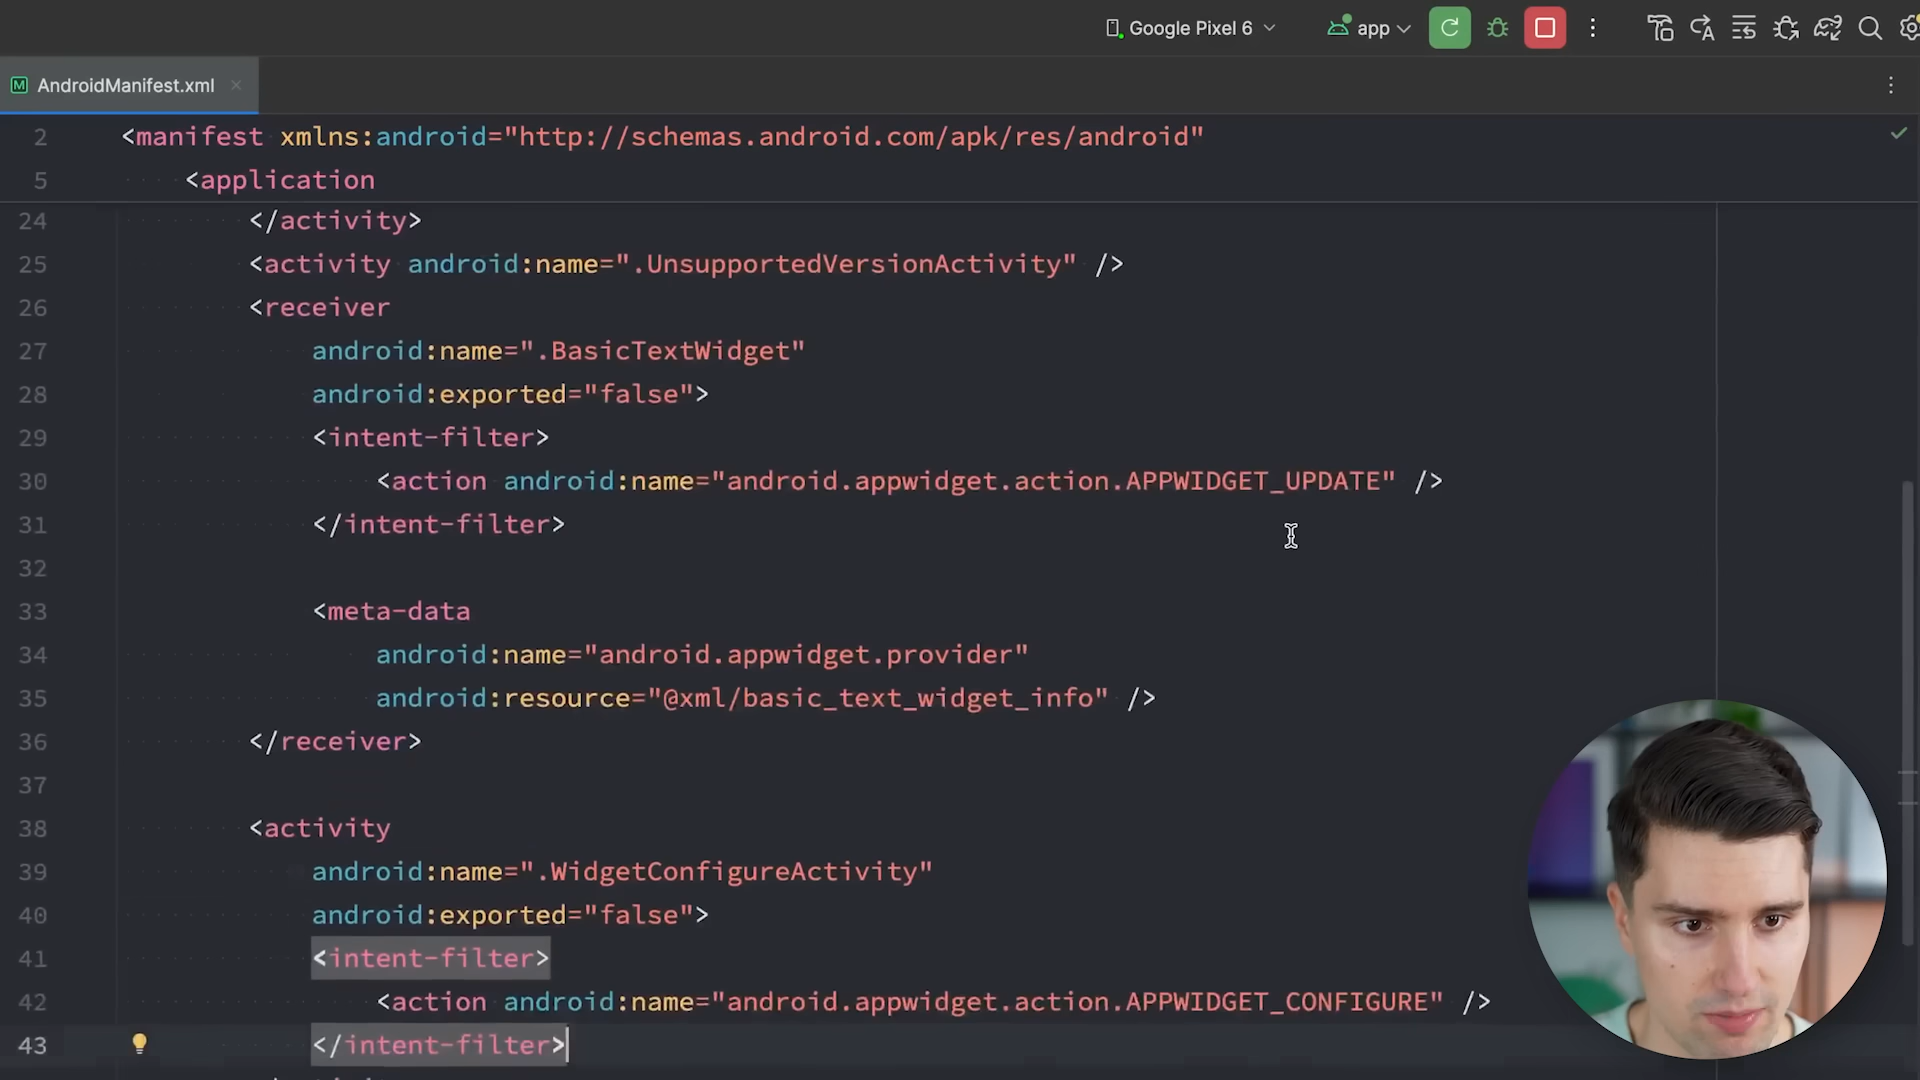 Google Pixel 6
app
AndroidManifest.xml
2 <manifest xmlns:android="http://schemas.android.com/apk/res/android"
5 <application
24 </activity>
25 <activity android:name=".UnsupportedVersionActivity" />
26 <receiver
27 android:name=".BasicTextWidget"
28 android:exported="false">
29 <intent-filter>
30 <action android:name="android.appwidget.action.APPWIDGET_UPDATE" />
31 </intent-filter>
32
33 <meta-data
34 android:name="android.appwidget.provider"
35 android:resource="@xml/basic_text_widget_info" />
36 </receiver>
37
38 <activity
39 android:name=".WidgetConfigureActivity"
40 android:exported="false">
41 <intent-filter>
42 <action android:name="android.appwidget.action.APPWIDGET_CONFIGURE" />
43 </intent-filter>